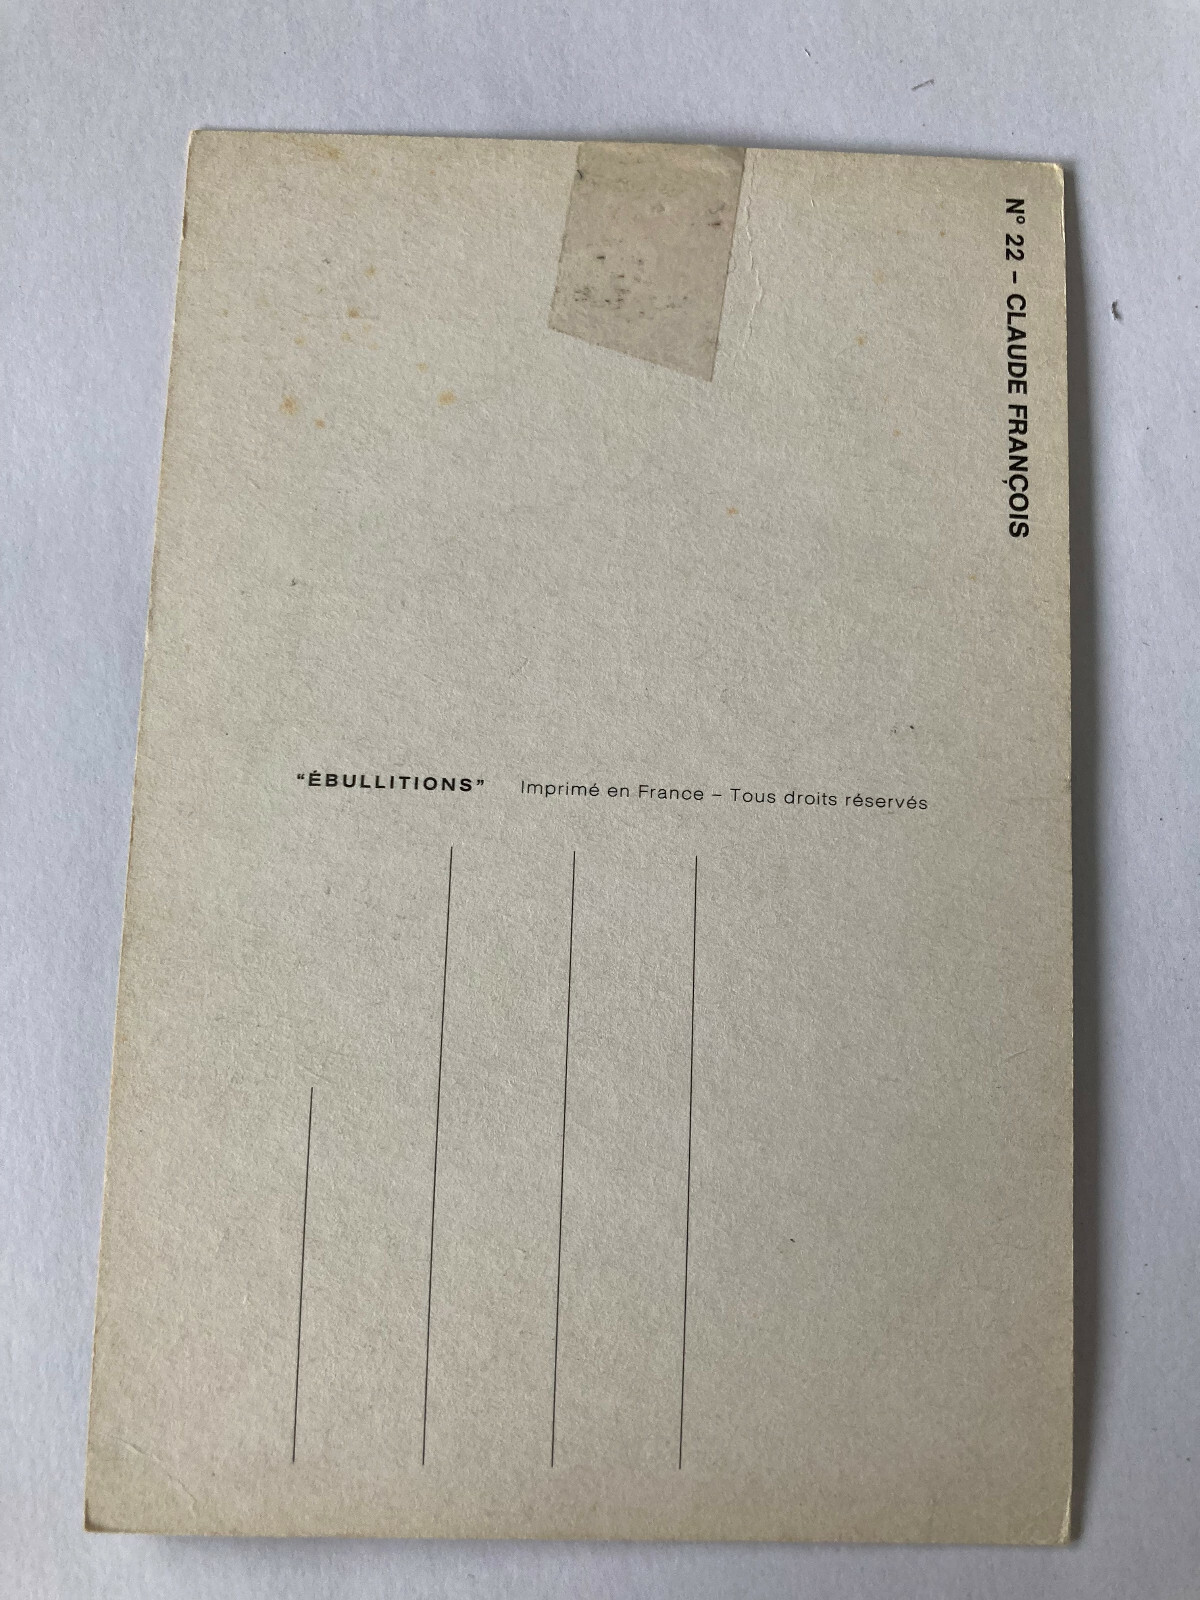 N° 22 – CLAUDE FRANÇOIS
“ÉBULLITIONS” Imprimé en France – Tous droits réservés